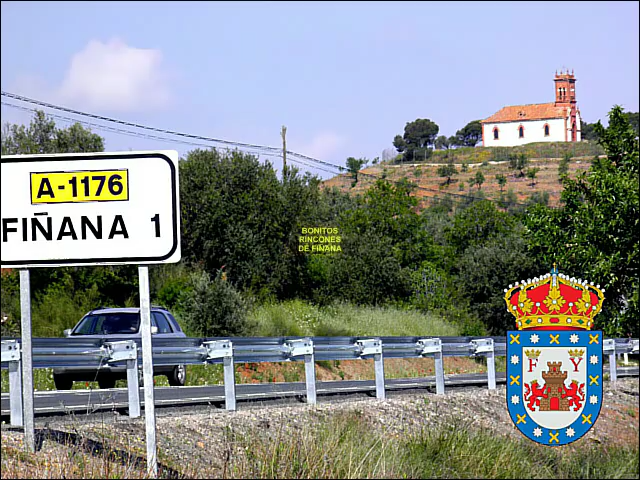 A-1176
FIÑANA 1
BONITOS
RINCONES
DE FIÑANA
F Y